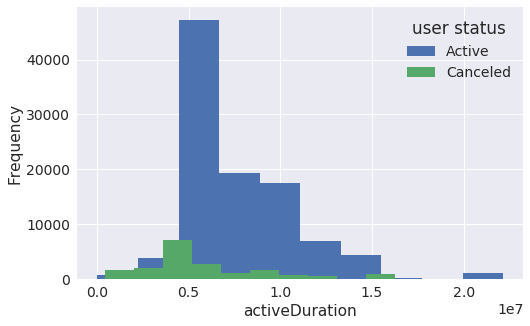 user status
Active
Canceled
Frequency
40000
30000
20000
10000
0
0.0 0.5 1.0 1.5 2.0
1e7
activeDuration